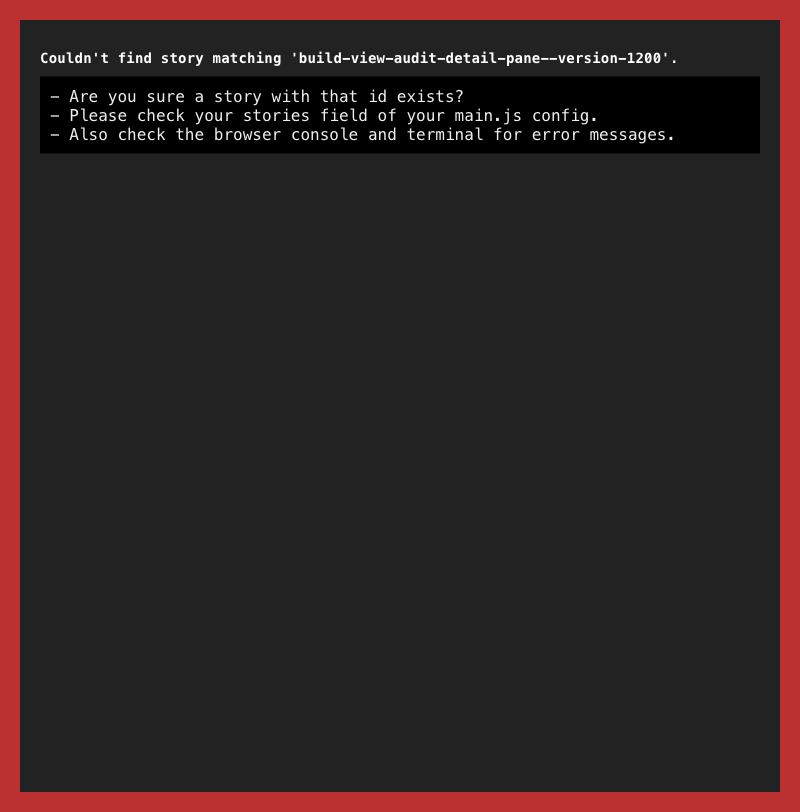 Couldn't find story matching 'build-view-audit-detail-pane--version-1200'.
– Are you sure a story with that id exists?
– Please check your stories field of your main.js config.
– Also check the browser console and terminal for error messages.